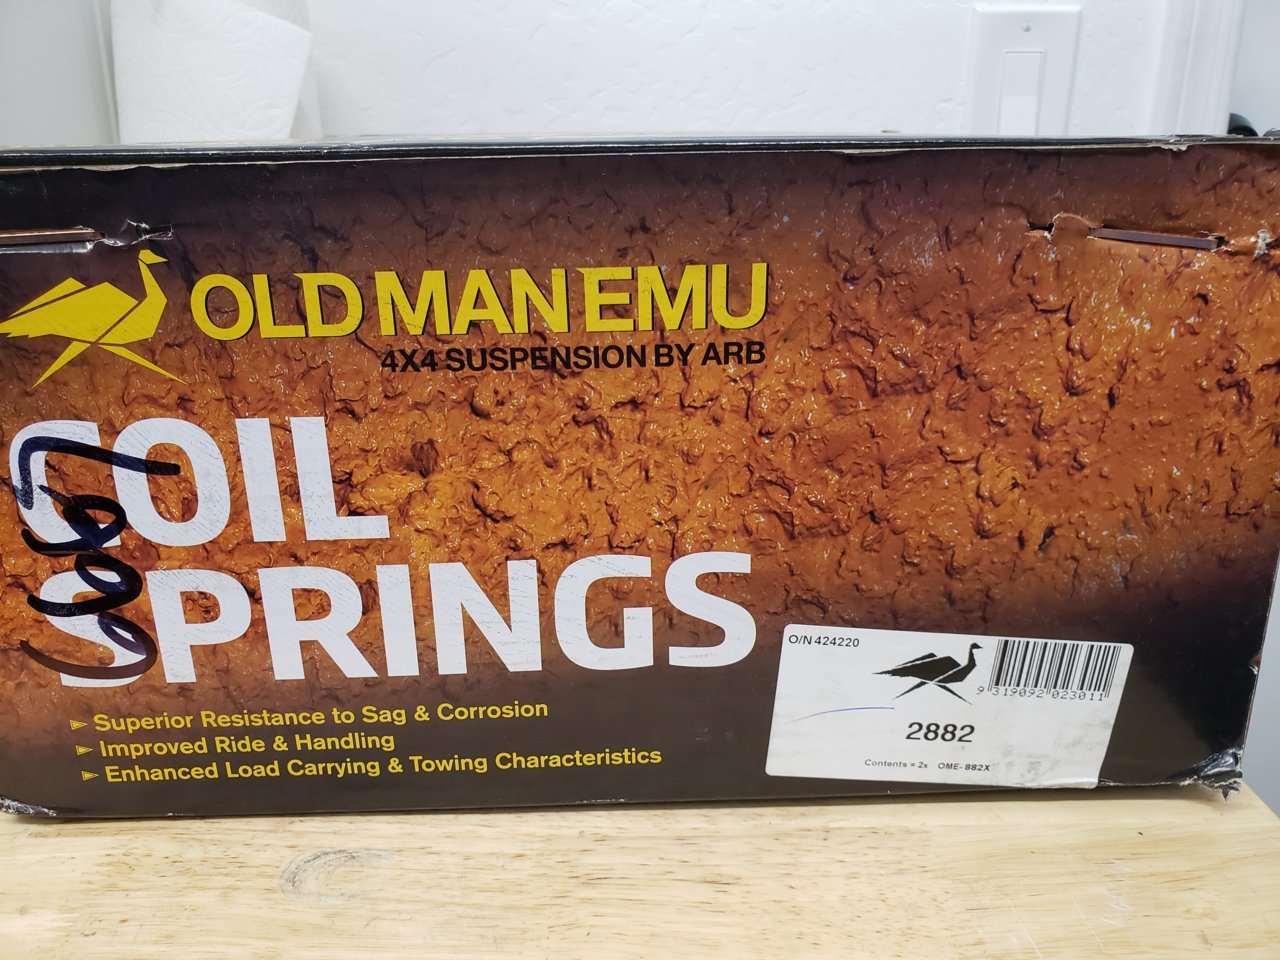 OLD MAN EMU
4X4 SUSPENSION BY ARB
COIL
SPRINGS
Superior Resistance to Sag & Corrosion
Improved Ride & Handling
Enhanced Load Carrying & Towing Characteristics
O/N 424220
9 319092 023011
2882
Contents = 2x OME- 882X